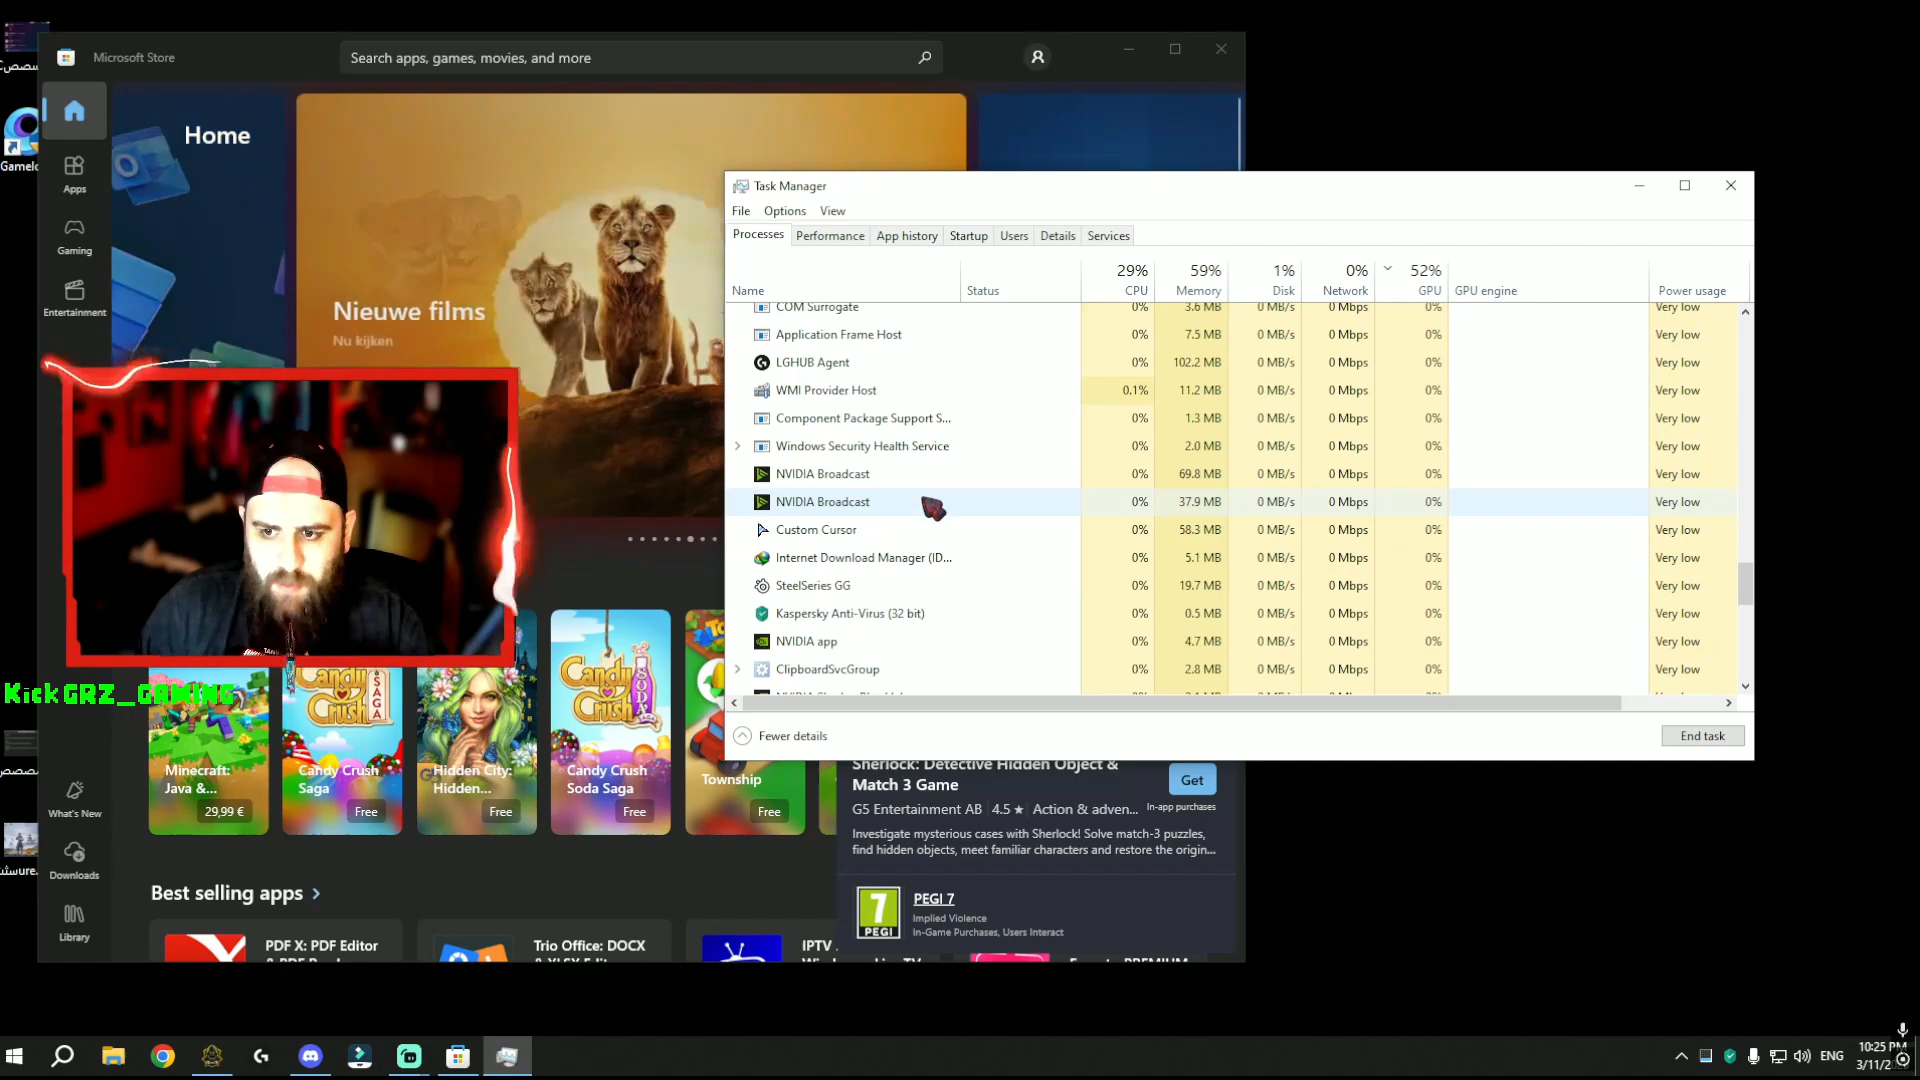 Microsoft Store
Search apps, games, movies, and more
Home
Apps
Gaming
Entertainment
Nieuwe films
Nu kijken
Task Manager
File Options View
Processes Performance App history Startup Users Details Services
29% 59% 1% 0% 52%
Name Status CPU Memory Disk Network GPU GPU engine Power usage
COM Surrogate 0% 3.6 MB 0 MB/s 0 Mbps 0% Very low
Application Frame Host 0% 7.5 MB 0 MB/s 0 Mbps 0% Very low
LGHUB Agent 0% 102.2 MB 0 MB/s 0 Mbps 0% Very low
WMI Provider Host 0.1% 11.2 MB 0 MB/s 0 Mbps 0% Very low
Component Package Support S... 0% 1.3 MB 0 MB/s 0 Mbps 0% Very low
Windows Security Health Service 0% 2.0 MB 0 MB/s 0 Mbps 0% Very low
NVIDIA Broadcast 0% 69.8 MB 0 MB/s 0 Mbps 0% Very low
NVIDIA Broadcast 0% 37.9 MB 0 MB/s 0 Mbps 0% Very low
Custom Cursor 0% 58.3 MB 0 MB/s 0 Mbps 0% Very low
Internet Download Manager (ID... 0% 5.1 MB 0 MB/s 0 Mbps 0% Very low
SteelSeries GG 0% 19.7 MB 0 MB/s 0 Mbps 0% Very low
Kaspersky Anti-Virus (32 bit) 0% 0.5 MB 0 MB/s 0 Mbps 0% Very low
NVIDIA app 0% 4.7 MB 0 MB/s 0 Mbps 0% Very low
ClipboardSvcGroup 0% 2.8 MB 0 MB/s 0 Mbps 0% Very low
Fewer details
End task
Kick GRZ_GAMING
Minecraft: Java &...
29,99 €
Candy Crush Saga
Free
Hidden City: Hidden...
Free
Candy Crush Soda Saga
Free
Township
Free
Sherlock: Detective Hidden Object &
Match 3 Game
Get
G5 Entertainment AB 4.5 ★ Action & adven... In-app purchases
Investigate mysterious cases with Sherlock! Solve match-3 puzzles,
find hidden objects, meet familiar characters and restore the origin...
7
PEGI
PEGI 7
Implied Violence
In-Game Purchases, Users Interact
What's New
Downloads
Library
Best selling apps
PDF X: PDF Editor
Trio Office: DOCX
IPTV
ENG
10:25 PM